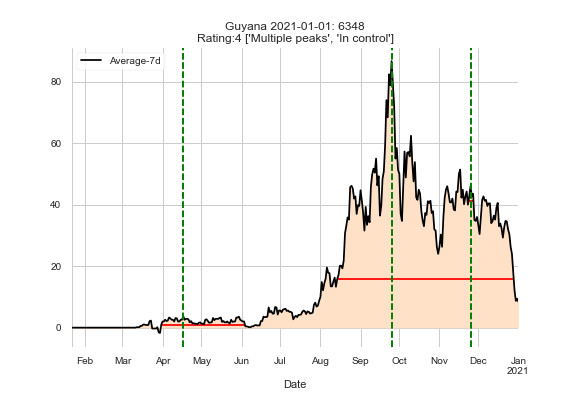 Guyana 2021-01-01: 6348
Rating:4 ['Multiple peaks', 'In control']
Average-7d
80
60
40
20
0
Feb Mar Apr May Jun Jul Aug Sep Oct Nov Dec Jan
2021
Date